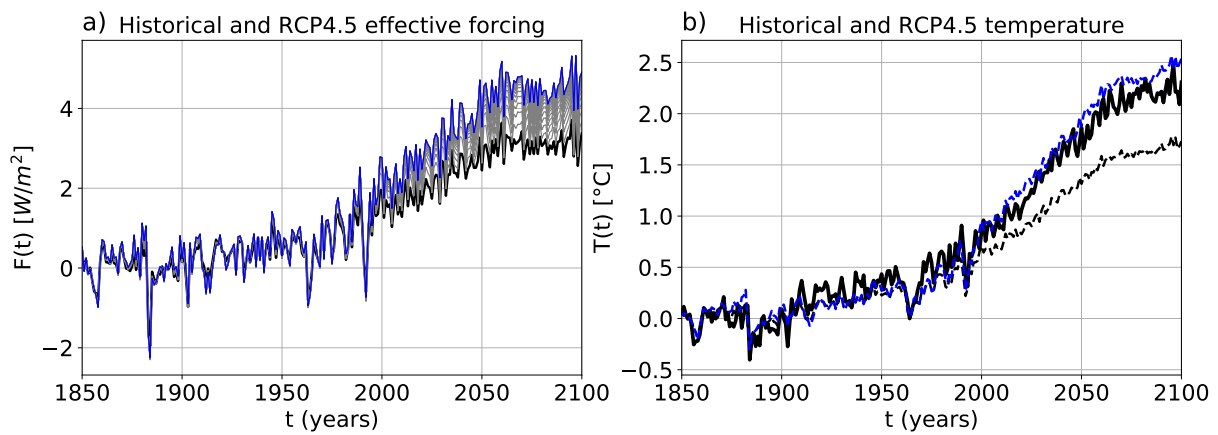 a) Historical and RCP4.5 effective forcing
F(t) [W/m²]
4
2
0
−2
1850 1900 1950 2000 2050 2100
t (years)
b) Historical and RCP4.5 temperature
T(t) [°C]
2.5
2.0
1.5
1.0
0.5
0.0
−0.5
1850 1900 1950 2000 2050 2100
t (years)